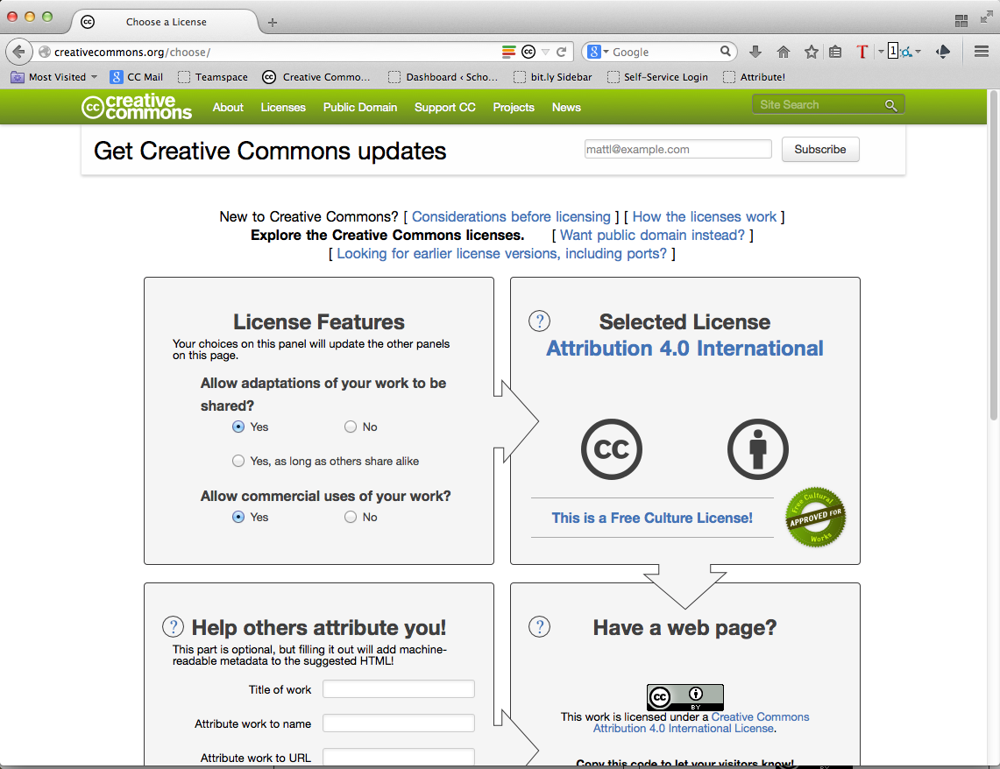 Choose a License
creativecommons.org/choose/
Google
Most Visited
CC Mail
Teamspace
Creative Commo...
Dashboard ‹ Scho...
bit.ly Sidebar
Self-Service Login
Attribute!
cc creative commons
About
Licenses
Public Domain
Support CC
Projects
News
Site Search
Get Creative Commons updates
mattl@example.com
Subscribe
New to Creative Commons? [ Considerations before licensing ] [ How the licenses work ]
Explore the Creative Commons licenses. [ Want public domain instead? ]
[ Looking for earlier license versions, including ports? ]
License Features
Your choices on this panel will update the other panels
on this page.
Allow adaptations of your work to be
shared?
Yes
No
Yes, as long as others share alike
Allow commercial uses of your work?
Yes
No
?
Selected License
Attribution 4.0 International
cc
This is a Free Culture License!
Free Cultural
APPROVED FOR
Works
?
Help others attribute you!
This part is optional, but filling it out will add machine-
readable metadata to the suggested HTML!
Title of work
Attribute work to name
Attribute work to URL
?
Have a web page?
cc
BY
This work is licensed under a Creative Commons
Attribution 4.0 International License.
Copy this code to let your visitors know!